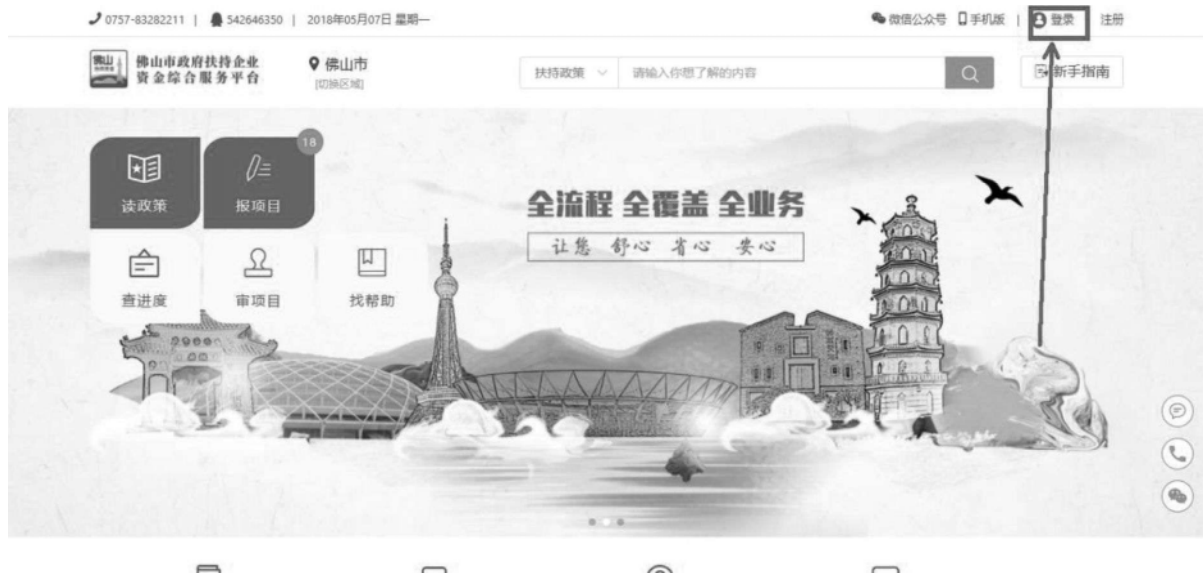 0757-83282211 | 542646350 | 2018年05月07日 星期一 微信公众号 手机版 | 登录 注册
佛山
佛山市政府扶持企业
资金综合服务平台
佛山市
[切换区域]
扶持政策 请输入你想了解的内容
新手指南
18
读政策 报项目
全流程 全覆盖 全业务
让您 舒心 省心 安心
查进度 审项目 找帮助